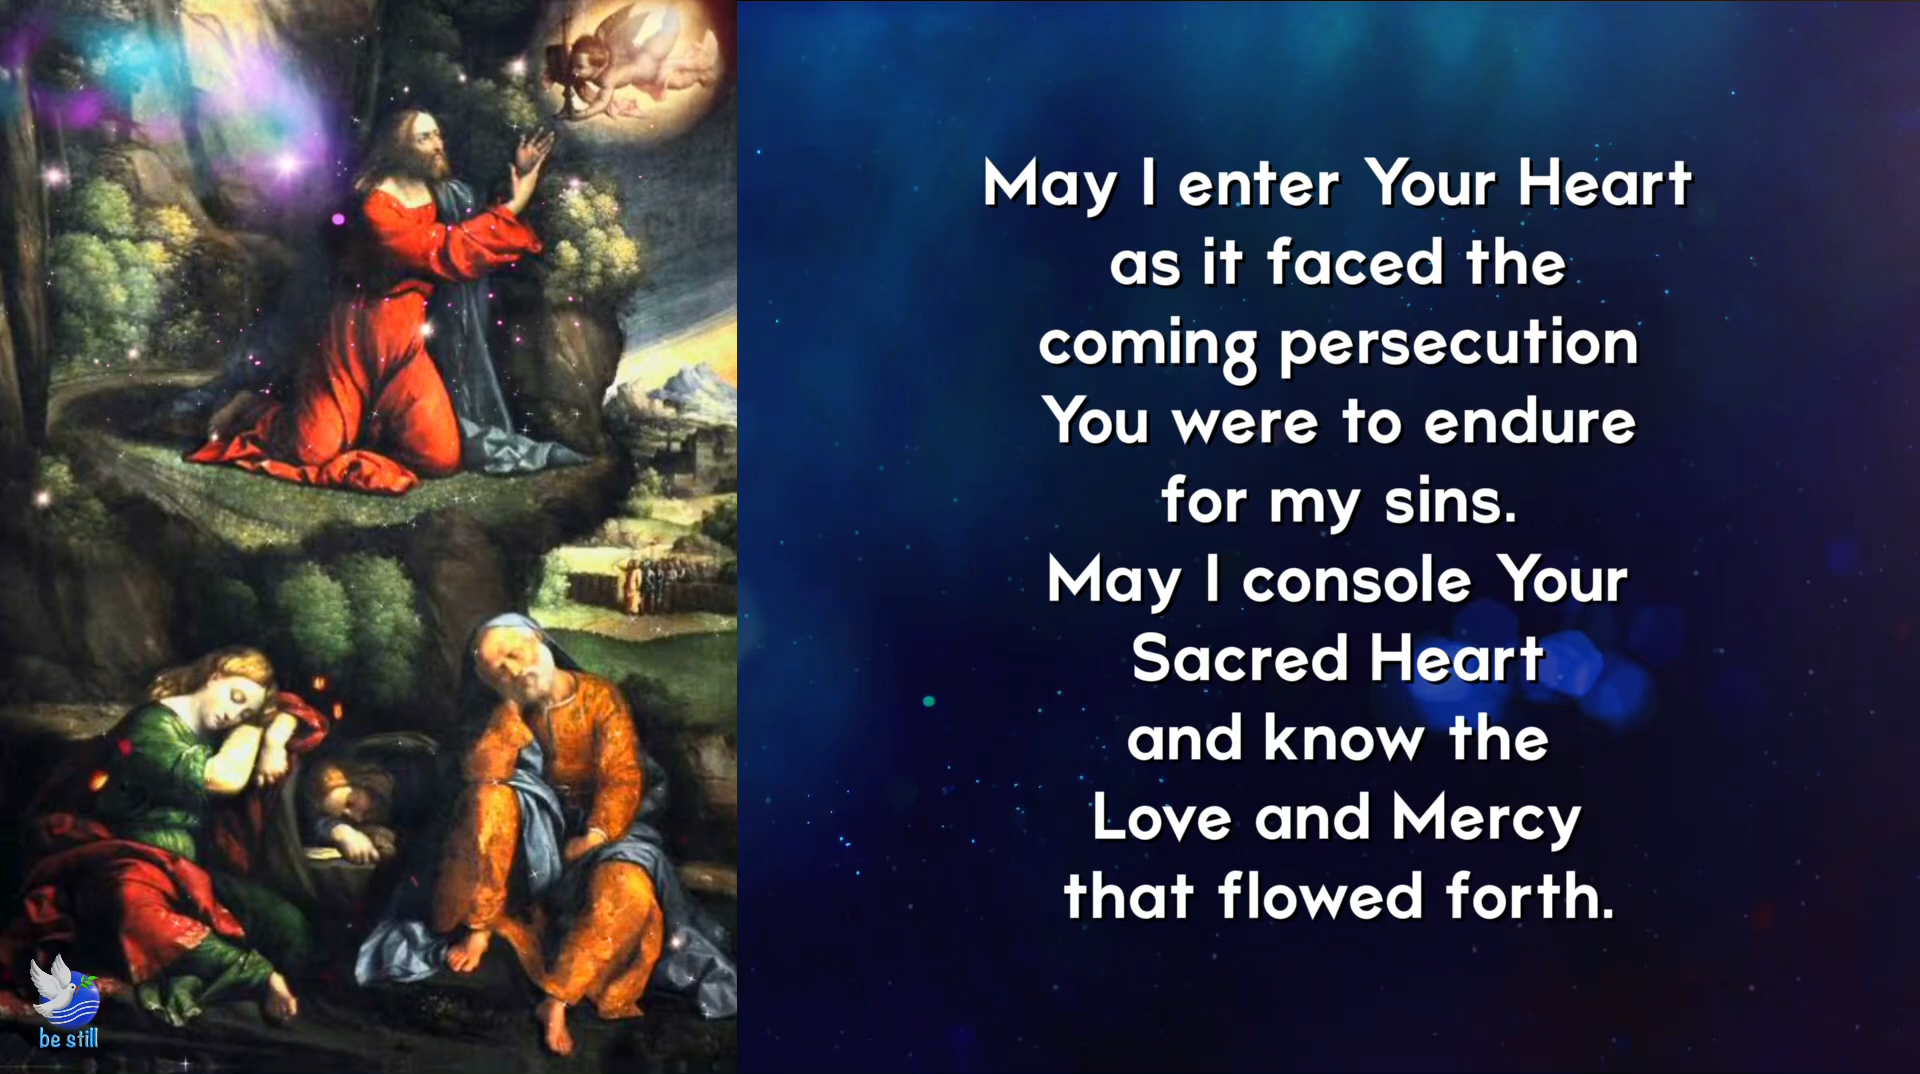 May I enter Your Heart
as it faced the
coming persecution
You were to endure
for my sins.
May I console Your
Sacred Heart
and know the
Love and Mercy
that flowed forth.
be still